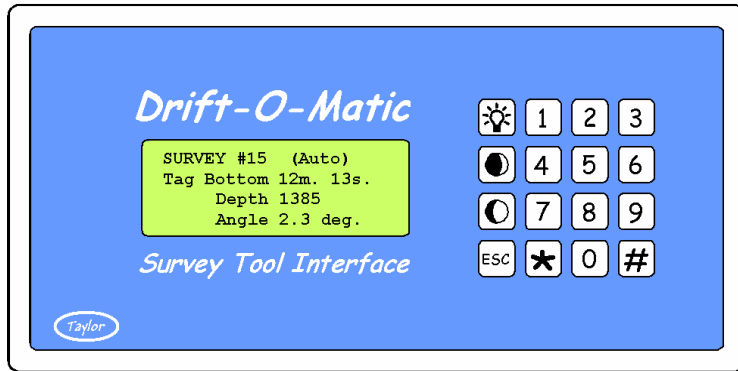 Drift-O-Matic
SURVEY #15 (Auto)
Tag Bottom 12m. 13s.
Depth 1385
Angle 2.3 deg.
Survey Tool Interface
Taylor
1 2 3
4 5 6
7 8 9
ESC * 0 #